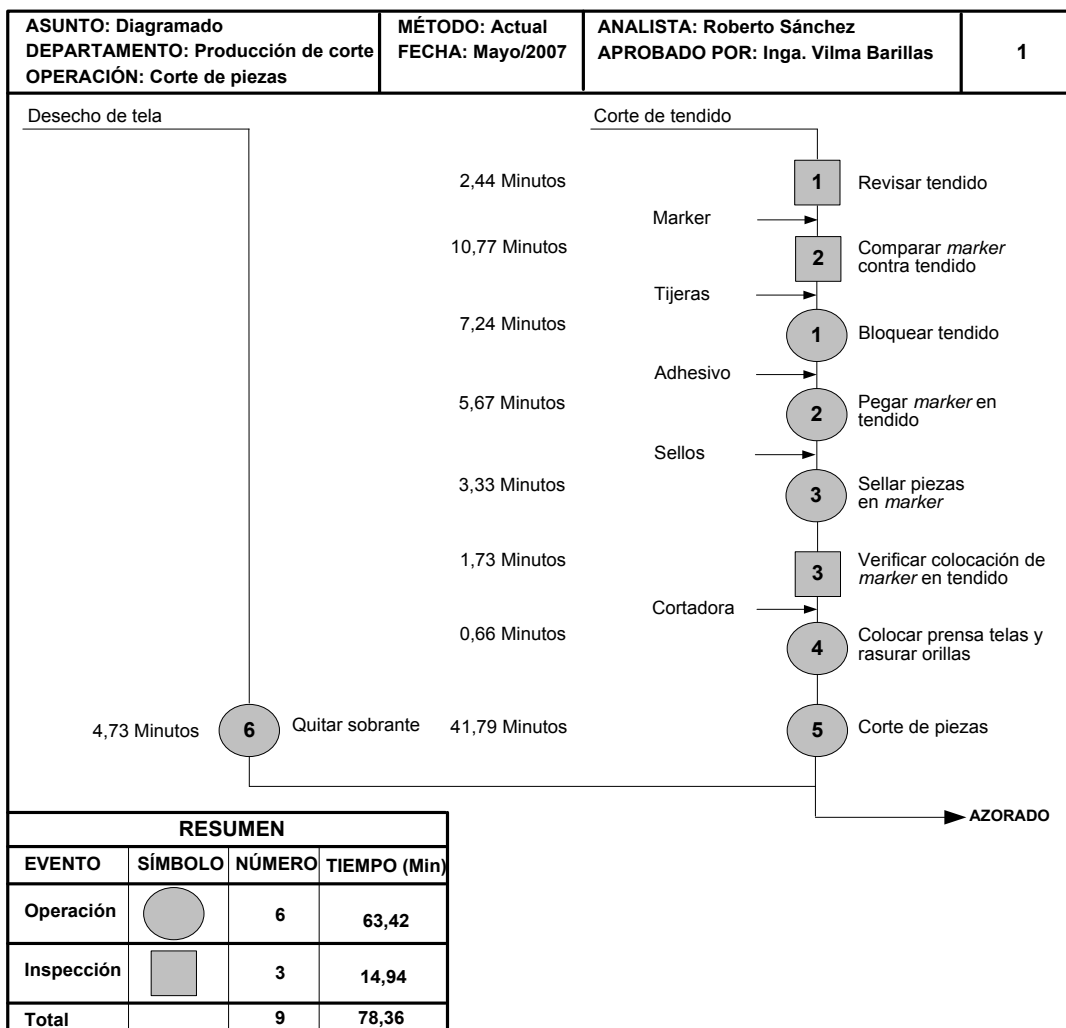 ASUNTO: Diagramado
DEPARTAMENTO: Producción de corte
OPERACIÓN: Corte de piezas
MÉTODO: Actual
FECHA: Mayo/2007
ANALISTA: Roberto Sánchez
APROBADO POR: Inga. Vilma Barillas
1
Desecho de tela
Corte de tendido
2,44 Minutos
1
Revisar tendido
Marker
10,77 Minutos
2
Comparar marker
contra tendido
Tijeras
7,24 Minutos
1
Bloquear tendido
Adhesivo
5,67 Minutos
2
Pegar marker en
tendido
Sellos
3,33 Minutos
3
Sellar piezas
en marker
1,73 Minutos
3
Verificar colocación de
marker en tendido
Cortadora
0,66 Minutos
4
Colocar prensa telas y
rasurar orillas
4,73 Minutos
6
Quitar sobrante
41,79 Minutos
5
Corte de piezas
AZORADO
RESUMEN
EVENTO SÍMBOLO NÚMERO TIEMPO (Min)
Operación 6 63,42
Inspección 3 14,94
Total 9 78,36